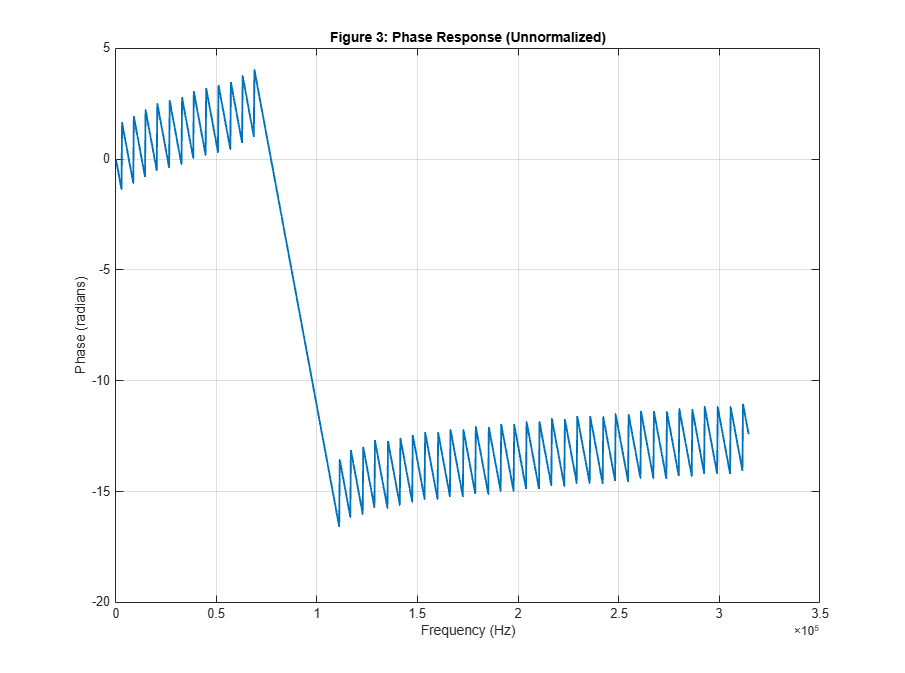 Figure 3: Phase Response (Unnormalized)
5
0
-5
-10
-15
-20
Phase (radians)
0 0.5 1 1.5 2 2.5 3 3.5
Frequency (Hz)
×10⁵